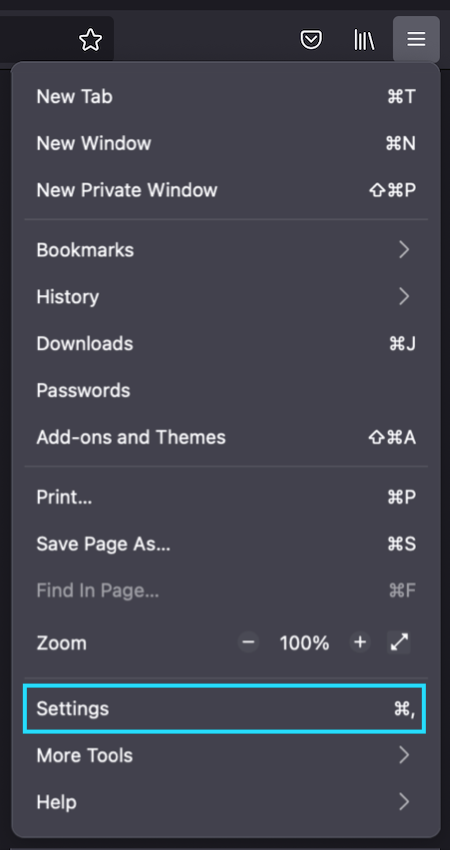 New Tab ⌘T
New Window ⌘N
New Private Window ⇧⌘P
Bookmarks
History
Downloads ⌘J
Passwords
Add-ons and Themes ⇧⌘A
Print... ⌘P
Save Page As... ⌘S
Find In Page... ⌘F
Zoom − 100% +
Settings ⌘,
More Tools
Help